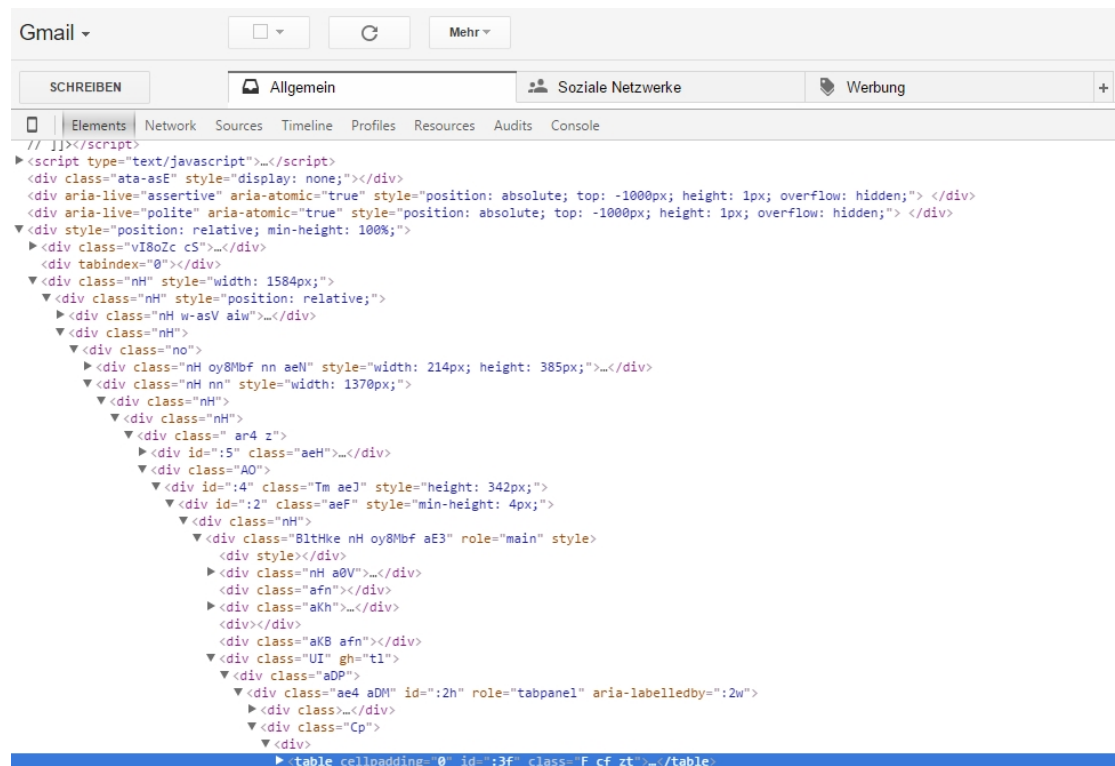 Gmail
Mehr
SCHREIBEN Allgemein Soziale Netzwerke Werbung +
Elements Network Sources Timeline Profiles Resources Audits Console
// ]]></script>
<script type="text/javascript">…</script>
<div class="ata-asE" style="display: none;"></div>
<div aria-live="assertive" aria-atomic="true" style="position: absolute; top: -1000px; height: 1px; overflow: hidden;"> </div>
<div aria-live="polite" aria-atomic="true" style="position: absolute; top: -1000px; height: 1px; overflow: hidden;"> </div>
<div style="position: relative; min-height: 100%;">
<div class="vI8oZc cS">…</div>
<div tabindex="0"></div>
<div class="nH" style="width: 1584px;">
<div class="nH" style="position: relative;">
<div class="nH w-asV aiw">…</div>
<div class="nH">
<div class="no">
<div class="nH oy8Mbf nn aeN" style="width: 214px; height: 385px;">…</div>
<div class="nH nn" style="width: 1370px;">
<div class="nH">
<div class="nH">
<div class=" ar4 z">
<div id=":5" class="aeH">…</div>
<div class="AO">
<div id=":4" class="Tm aeJ" style="height: 342px;">
<div id=":2" class="aeF" style="min-height: 4px;">
<div class="nH">
<div class="BltHke nH oy8Mbf aE3" role="main" style>
<div style></div>
<div class="nH a0V">…</div>
<div class="afn"></div>
<div class="aKh">…</div>
<div></div>
<div class="aKB afn"></div>
<div class="UI" gh="tl">
<div class="aDP">
<div class="ae4 aDM" id=":2h" role="tabpanel" aria-labelledby=":2w">
<div class>…</div>
<div class="Cp">
<div>
<table cellpadding="0" id=":3f" class="F cf zt">…</table>